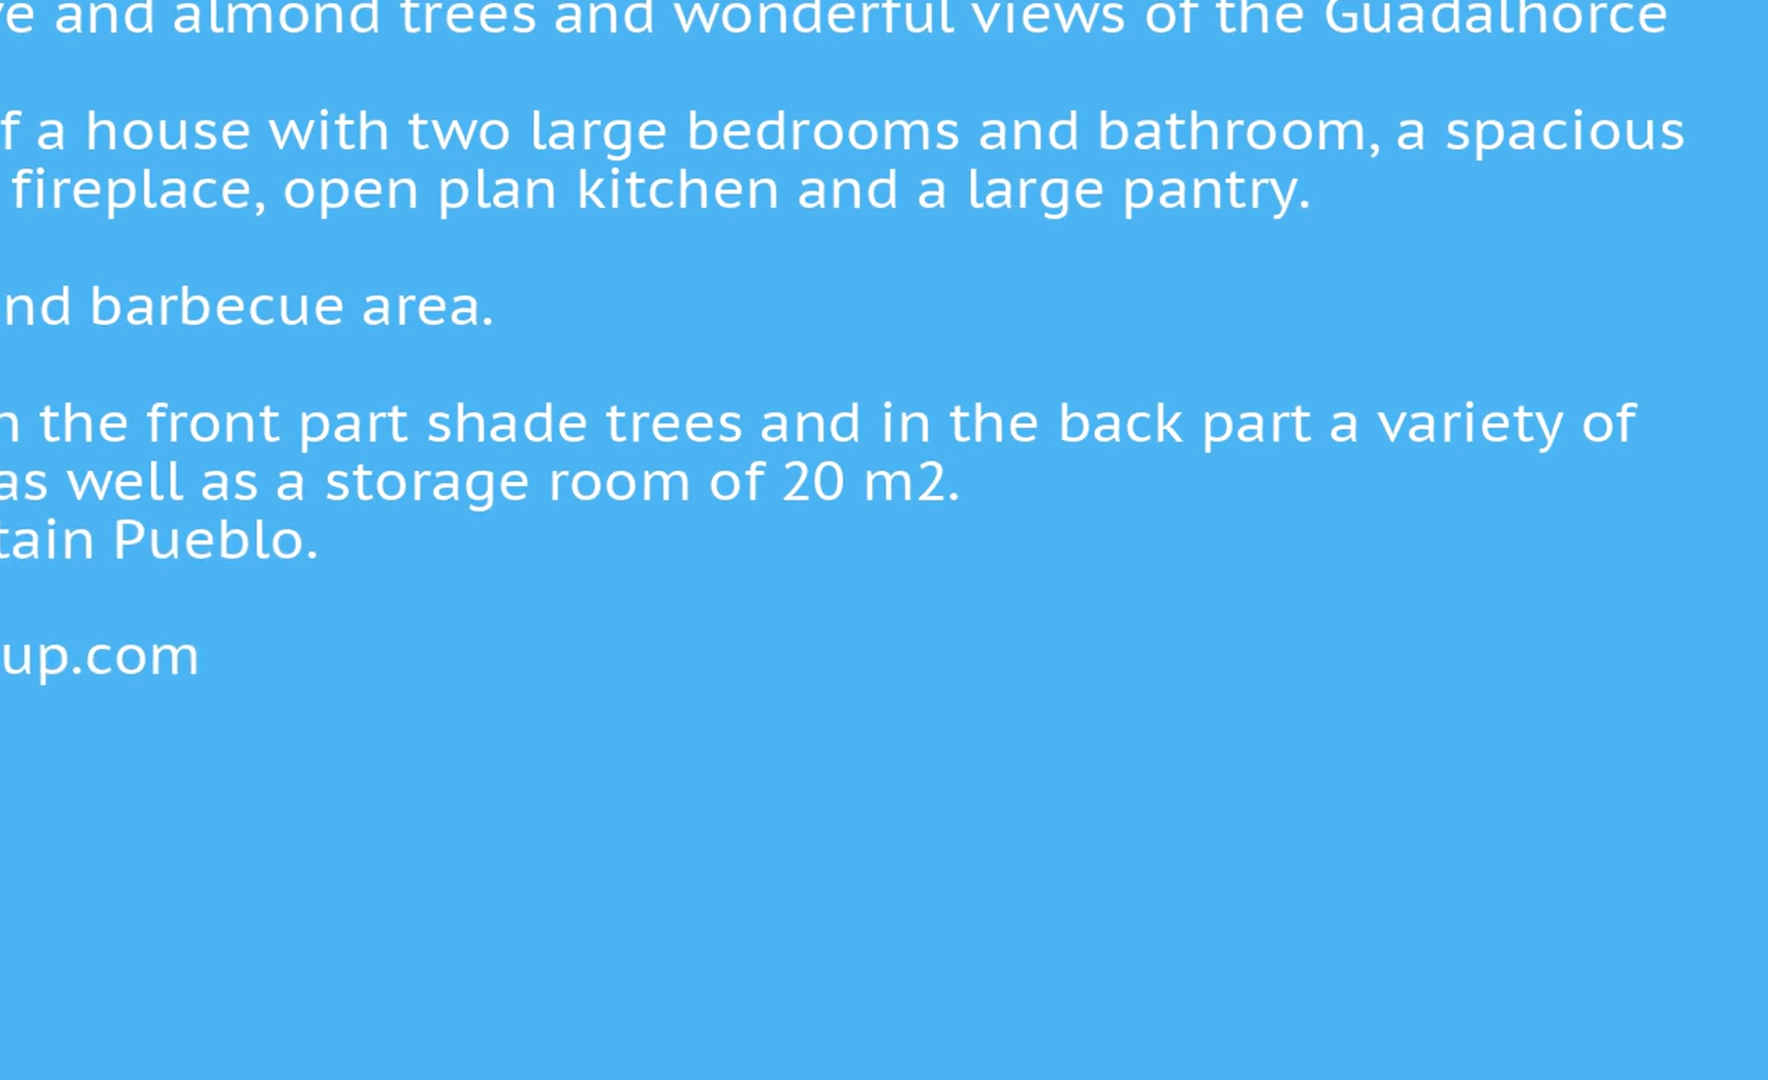 and almond trees and wonderful views of the Guadalhorce
a house with two large bedrooms and bathroom, a spacious
fireplace, open plan kitchen and a large pantry.
nd barbecue area.
the front part shade trees and in the back part a variety of
as well as a storage room of 20 m2.
tain Pueblo.
up.com